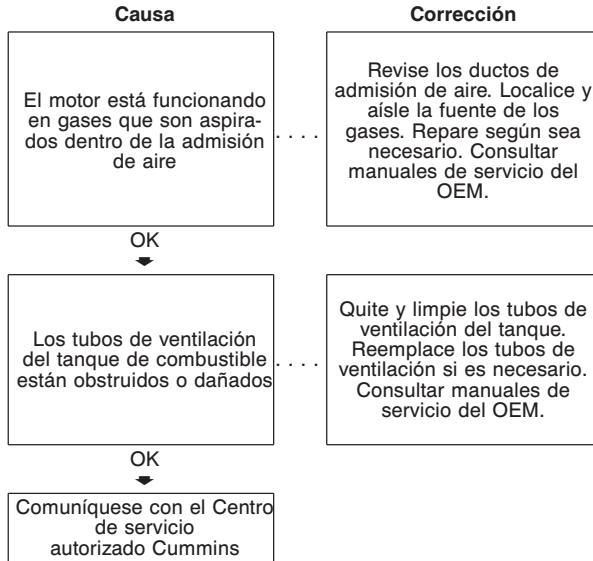 Causa
Corrección
El motor está funcionando
en gases que son aspira-
dos dentro de la admisión
de aire
. . . .
Revise los ductos de
admisión de aire. Localice y
aísle la fuente de los
gases. Repare según sea
necesario. Consultar
manuales de servicio del
OEM.
OK
Los tubos de ventilación
del tanque de combustible
están obstruidos o dañados
. . . .
Quite y limpie los tubos de
ventilación del tanque.
Reemplace los tubos de
ventilación si es necesario.
Consultar manuales de
servicio del OEM.
OK
Comuníquese con el Centro
de servicio
autorizado Cummins